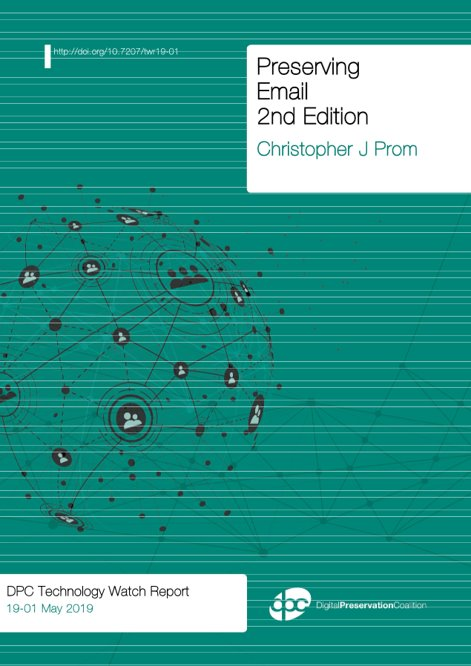 http://doi.org/10.7207/twr19-01
Preserving
Email
2nd Edition
Christopher J Prom
DPC Technology Watch Report
19-01 May 2019
dpc DigitalPreservationCoalition